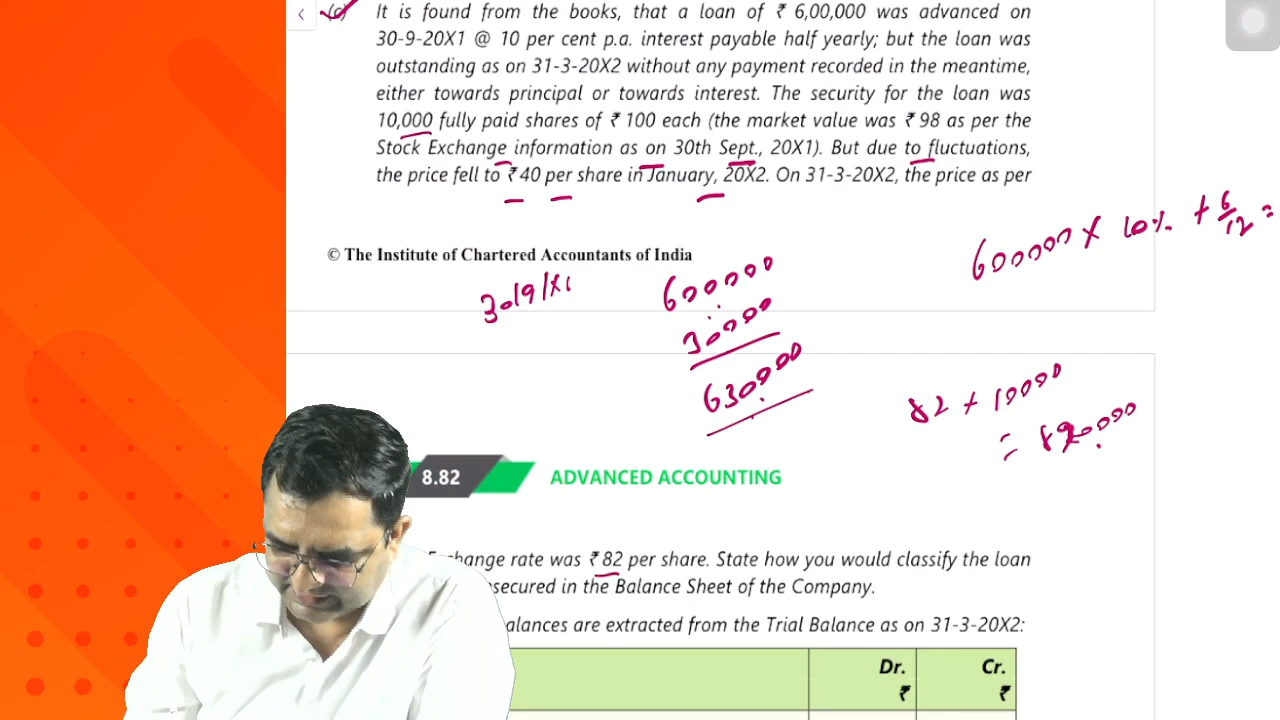 (c) It is found from the books, that a loan of ₹ 6,00,000 was advanced on
30-9-20X1 @ 10 per cent p.a. interest payable half yearly; but the loan was
outstanding as on 31-3-20X2 without any payment recorded in the meantime,
either towards principal or towards interest. The security for the loan was
10,000 fully paid shares of ₹ 100 each (the market value was ₹ 98 as per the
Stock Exchange information as on 30th Sept., 20X1). But due to fluctuations,
the price fell to ₹ 40 per share in January, 20X2. On 31-3-20X2, the price as per
600000 × 10% + 6/12 =
© The Institute of Chartered Accountants of India
30/9/X1
600000
30000
630000
82 + 10000
= 820000
8.82 ADVANCED ACCOUNTING
change rate was ₹ 82 per share. State how you would classify the loan
secured in the Balance Sheet of the Company.
alances are extracted from the Trial Balance as on 31-3-20X2:
Dr. Cr.
₹ ₹